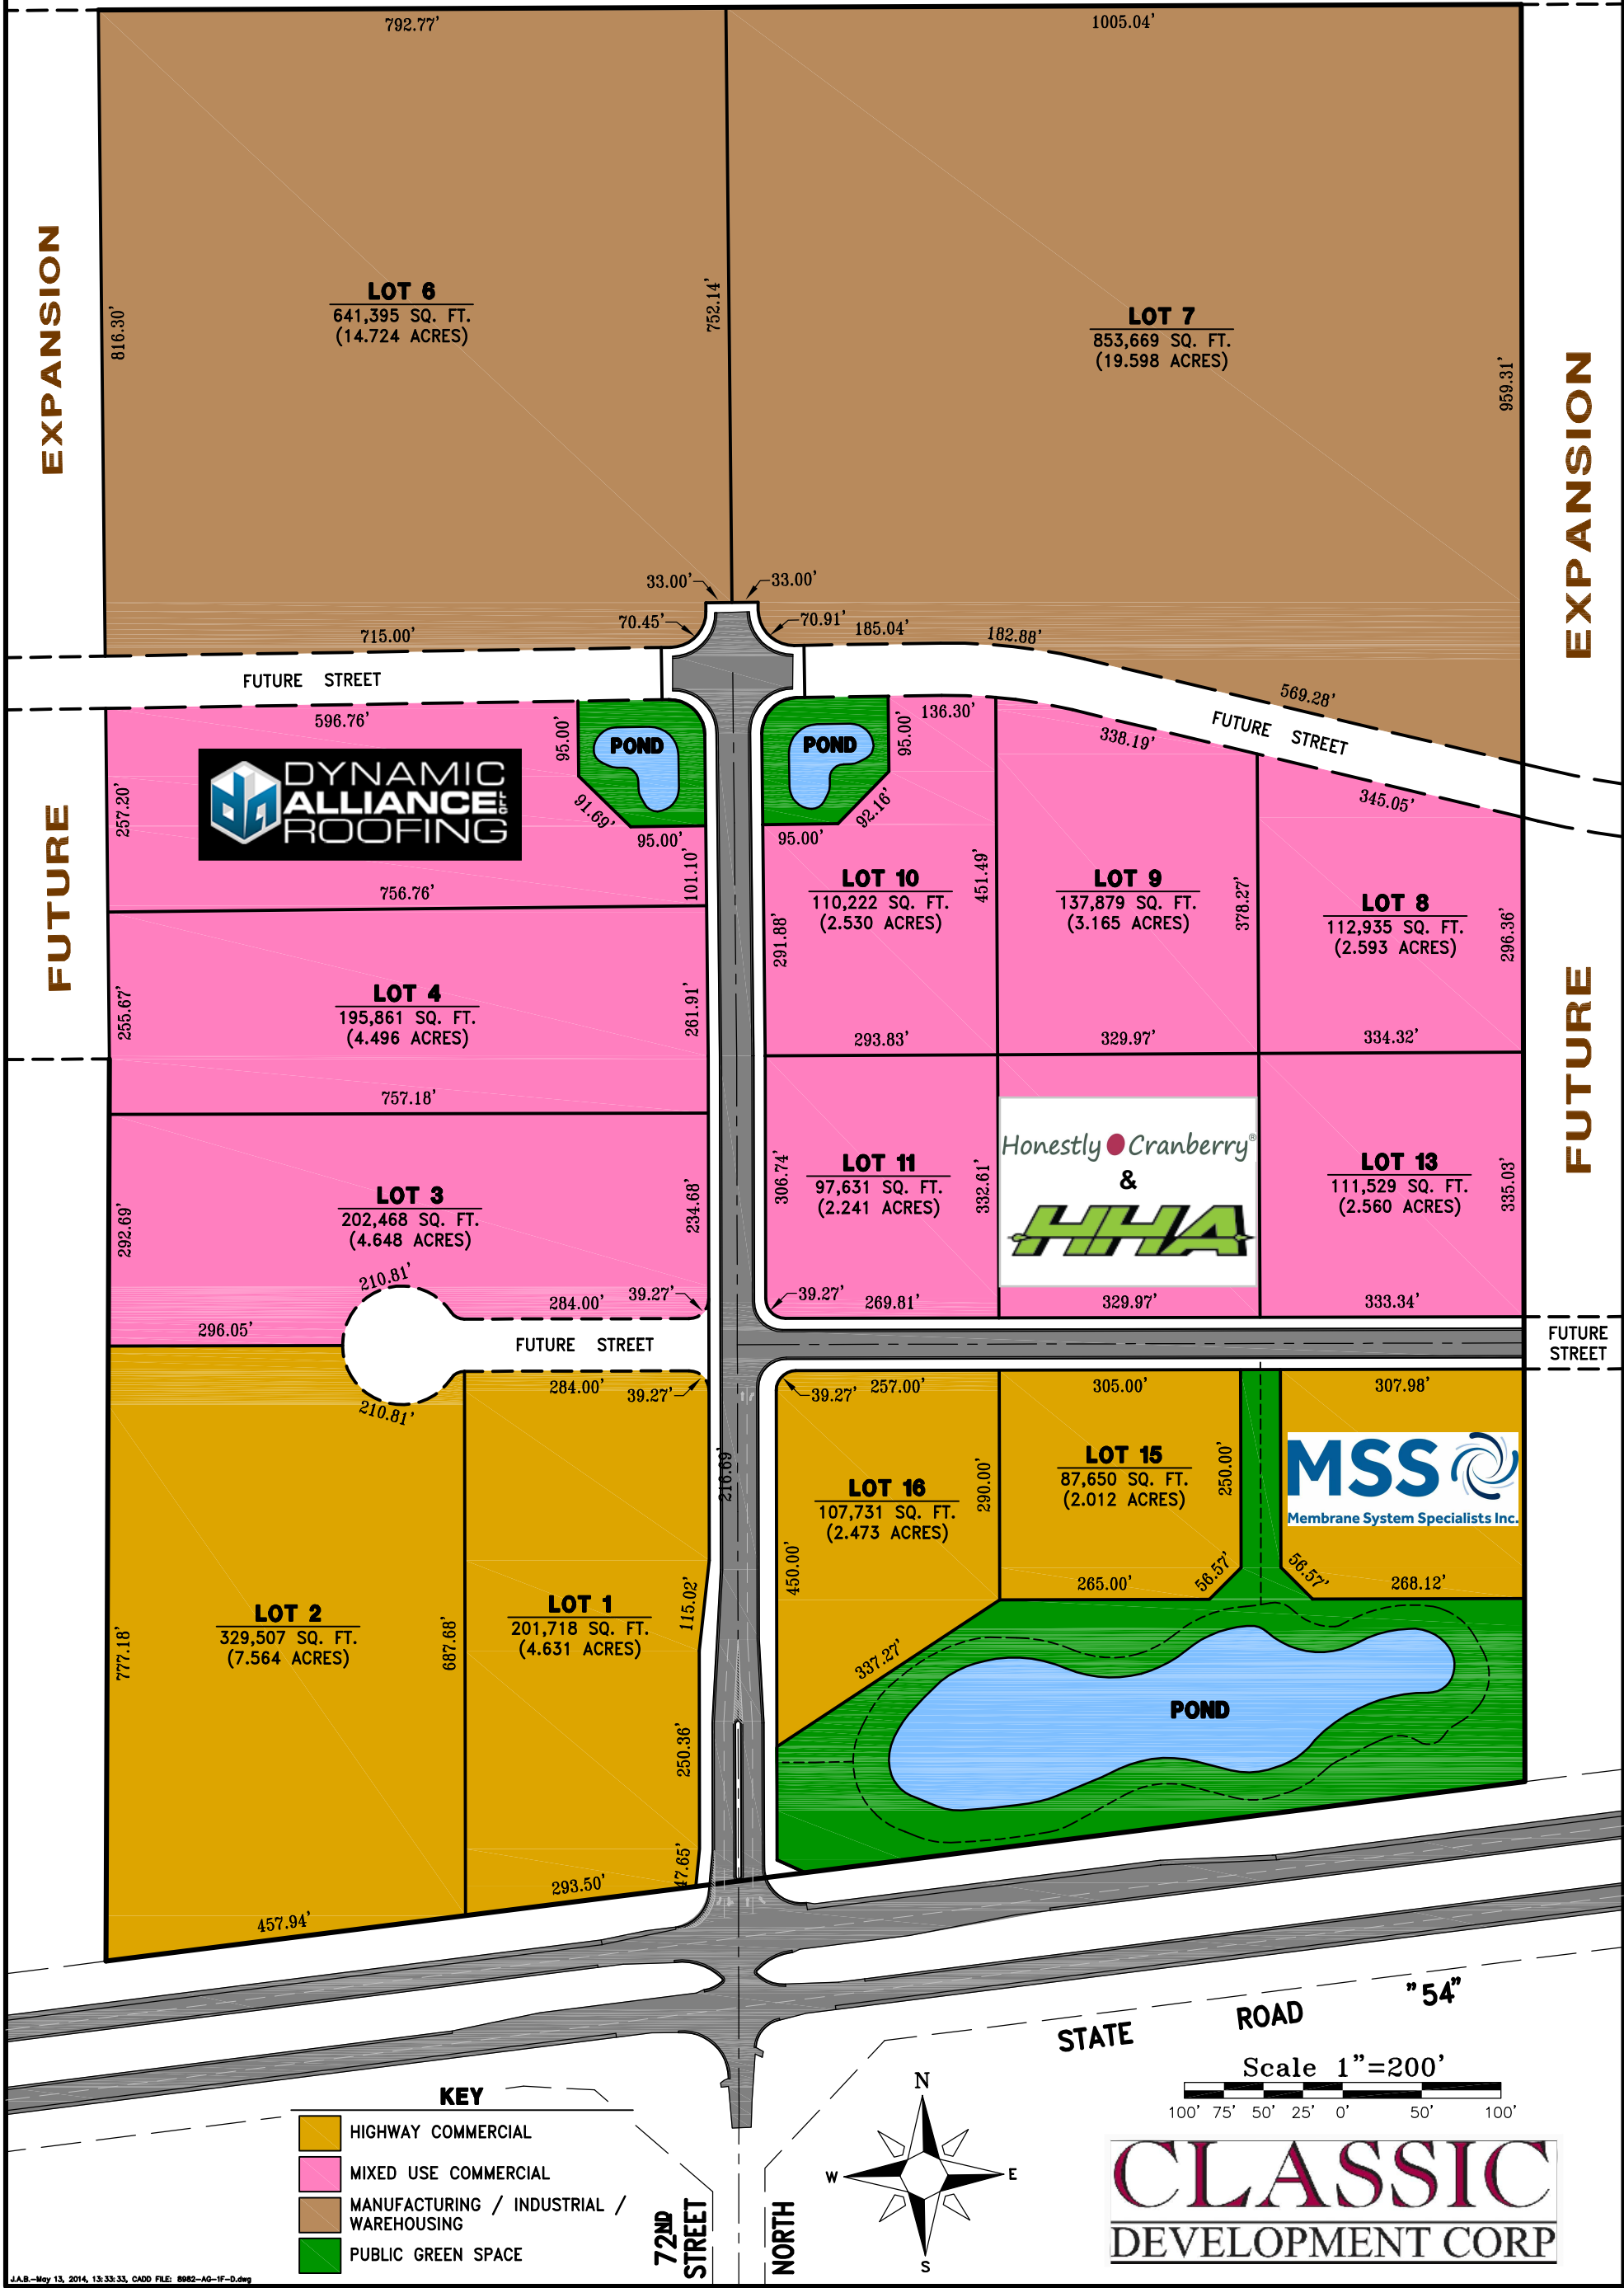 792.77'
1005.04'
EXPANSION
816.30'
LOT 6
641,395 SQ. FT.
(14.724 ACRES)
752.14'
LOT 7
853,669 SQ. FT.
(19.598 ACRES)
959.31'
EXPANSION
33.00'
33.00'
70.45'
70.91'
715.00'
185.04'
182.88'
569.28'
FUTURE STREET
FUTURE STREET
596.76'
95.00'
POND
POND
95.00'
136.30'
338.19'
345.05'
257.20'
DYNAMIC
ALLIANCE LLC
ROOFING
91.69'
95.00'
95.00'
92.16'
101.10'
756.76'
FUTURE
291.88'
LOT 10
110,222 SQ. FT.
(2.530 ACRES)
451.49'
LOT 9
137,879 SQ. FT.
(3.165 ACRES)
378.27'
LOT 8
112,935 SQ. FT.
(2.593 ACRES)
296.36'
255.67'
LOT 4
195,861 SQ. FT.
(4.496 ACRES)
261.91'
293.83'
329.97'
334.32'
FUTURE
757.18'
292.69'
LOT 3
202,468 SQ. FT.
(4.648 ACRES)
234.68'
306.74'
LOT 11
97,631 SQ. FT.
(2.241 ACRES)
332.61'
Honestly Cranberry®
&
HHA
LOT 13
111,529 SQ. FT.
(2.560 ACRES)
335.03'
210.81'
284.00'
39.27'
39.27'
269.81'
329.97'
333.34'
296.05'
FUTURE STREET
FUTURE
STREET
284.00'
39.27'
39.27'
257.00'
305.00'
307.98'
210.81'
216.69'
LOT 16
107,731 SQ. FT.
(2.473 ACRES)
290.00'
LOT 15
87,650 SQ. FT.
(2.012 ACRES)
250.00'
MSS
Membrane System Specialists Inc.
450.00'
265.00'
56.57'
56.57'
268.12'
777.18'
LOT 2
329,507 SQ. FT.
(7.564 ACRES)
687.68'
LOT 1
201,718 SQ. FT.
(4.631 ACRES)
115.02'
337.27'
POND
250.36'
47.65'
293.50'
457.94'
STATE ROAD "54"
Scale 1"=200'
100' 75' 50' 25' 0' 50' 100'
KEY
HIGHWAY COMMERCIAL
MIXED USE COMMERCIAL
MANUFACTURING / INDUSTRIAL /
WAREHOUSING
PUBLIC GREEN SPACE
72ND
STREET
NORTH
N
W
E
S
CLASSIC
DEVELOPMENT CORP
J.A.B.-May 13, 2014, 13:33:33, CADD FILE: 8982-AG-1F-D.dwg